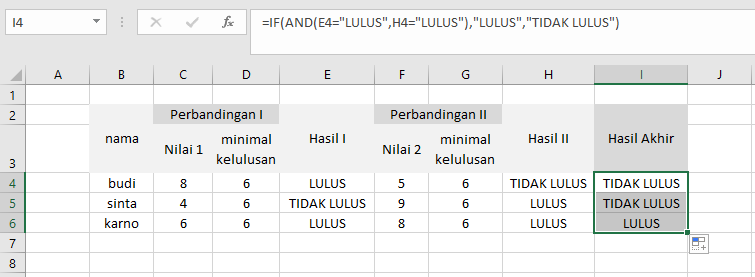 I4 fx =IF(AND(E4="LULUS",H4="LULUS"),"LULUS","TIDAK LULUS")
A B C D E F G H I J
1
2 Perbandingan I Perbandingan II
nama Hasil I Hasil II Hasil Akhir
3 Nilai 1 minimal kelulusan Nilai 2 minimal kelulusan
4 budi 8 6 LULUS 5 6 TIDAK LULUS TIDAK LULUS
5 sinta 4 6 TIDAK LULUS 9 6 LULUS TIDAK LULUS
6 karno 6 6 LULUS 8 6 LULUS LULUS
7
8